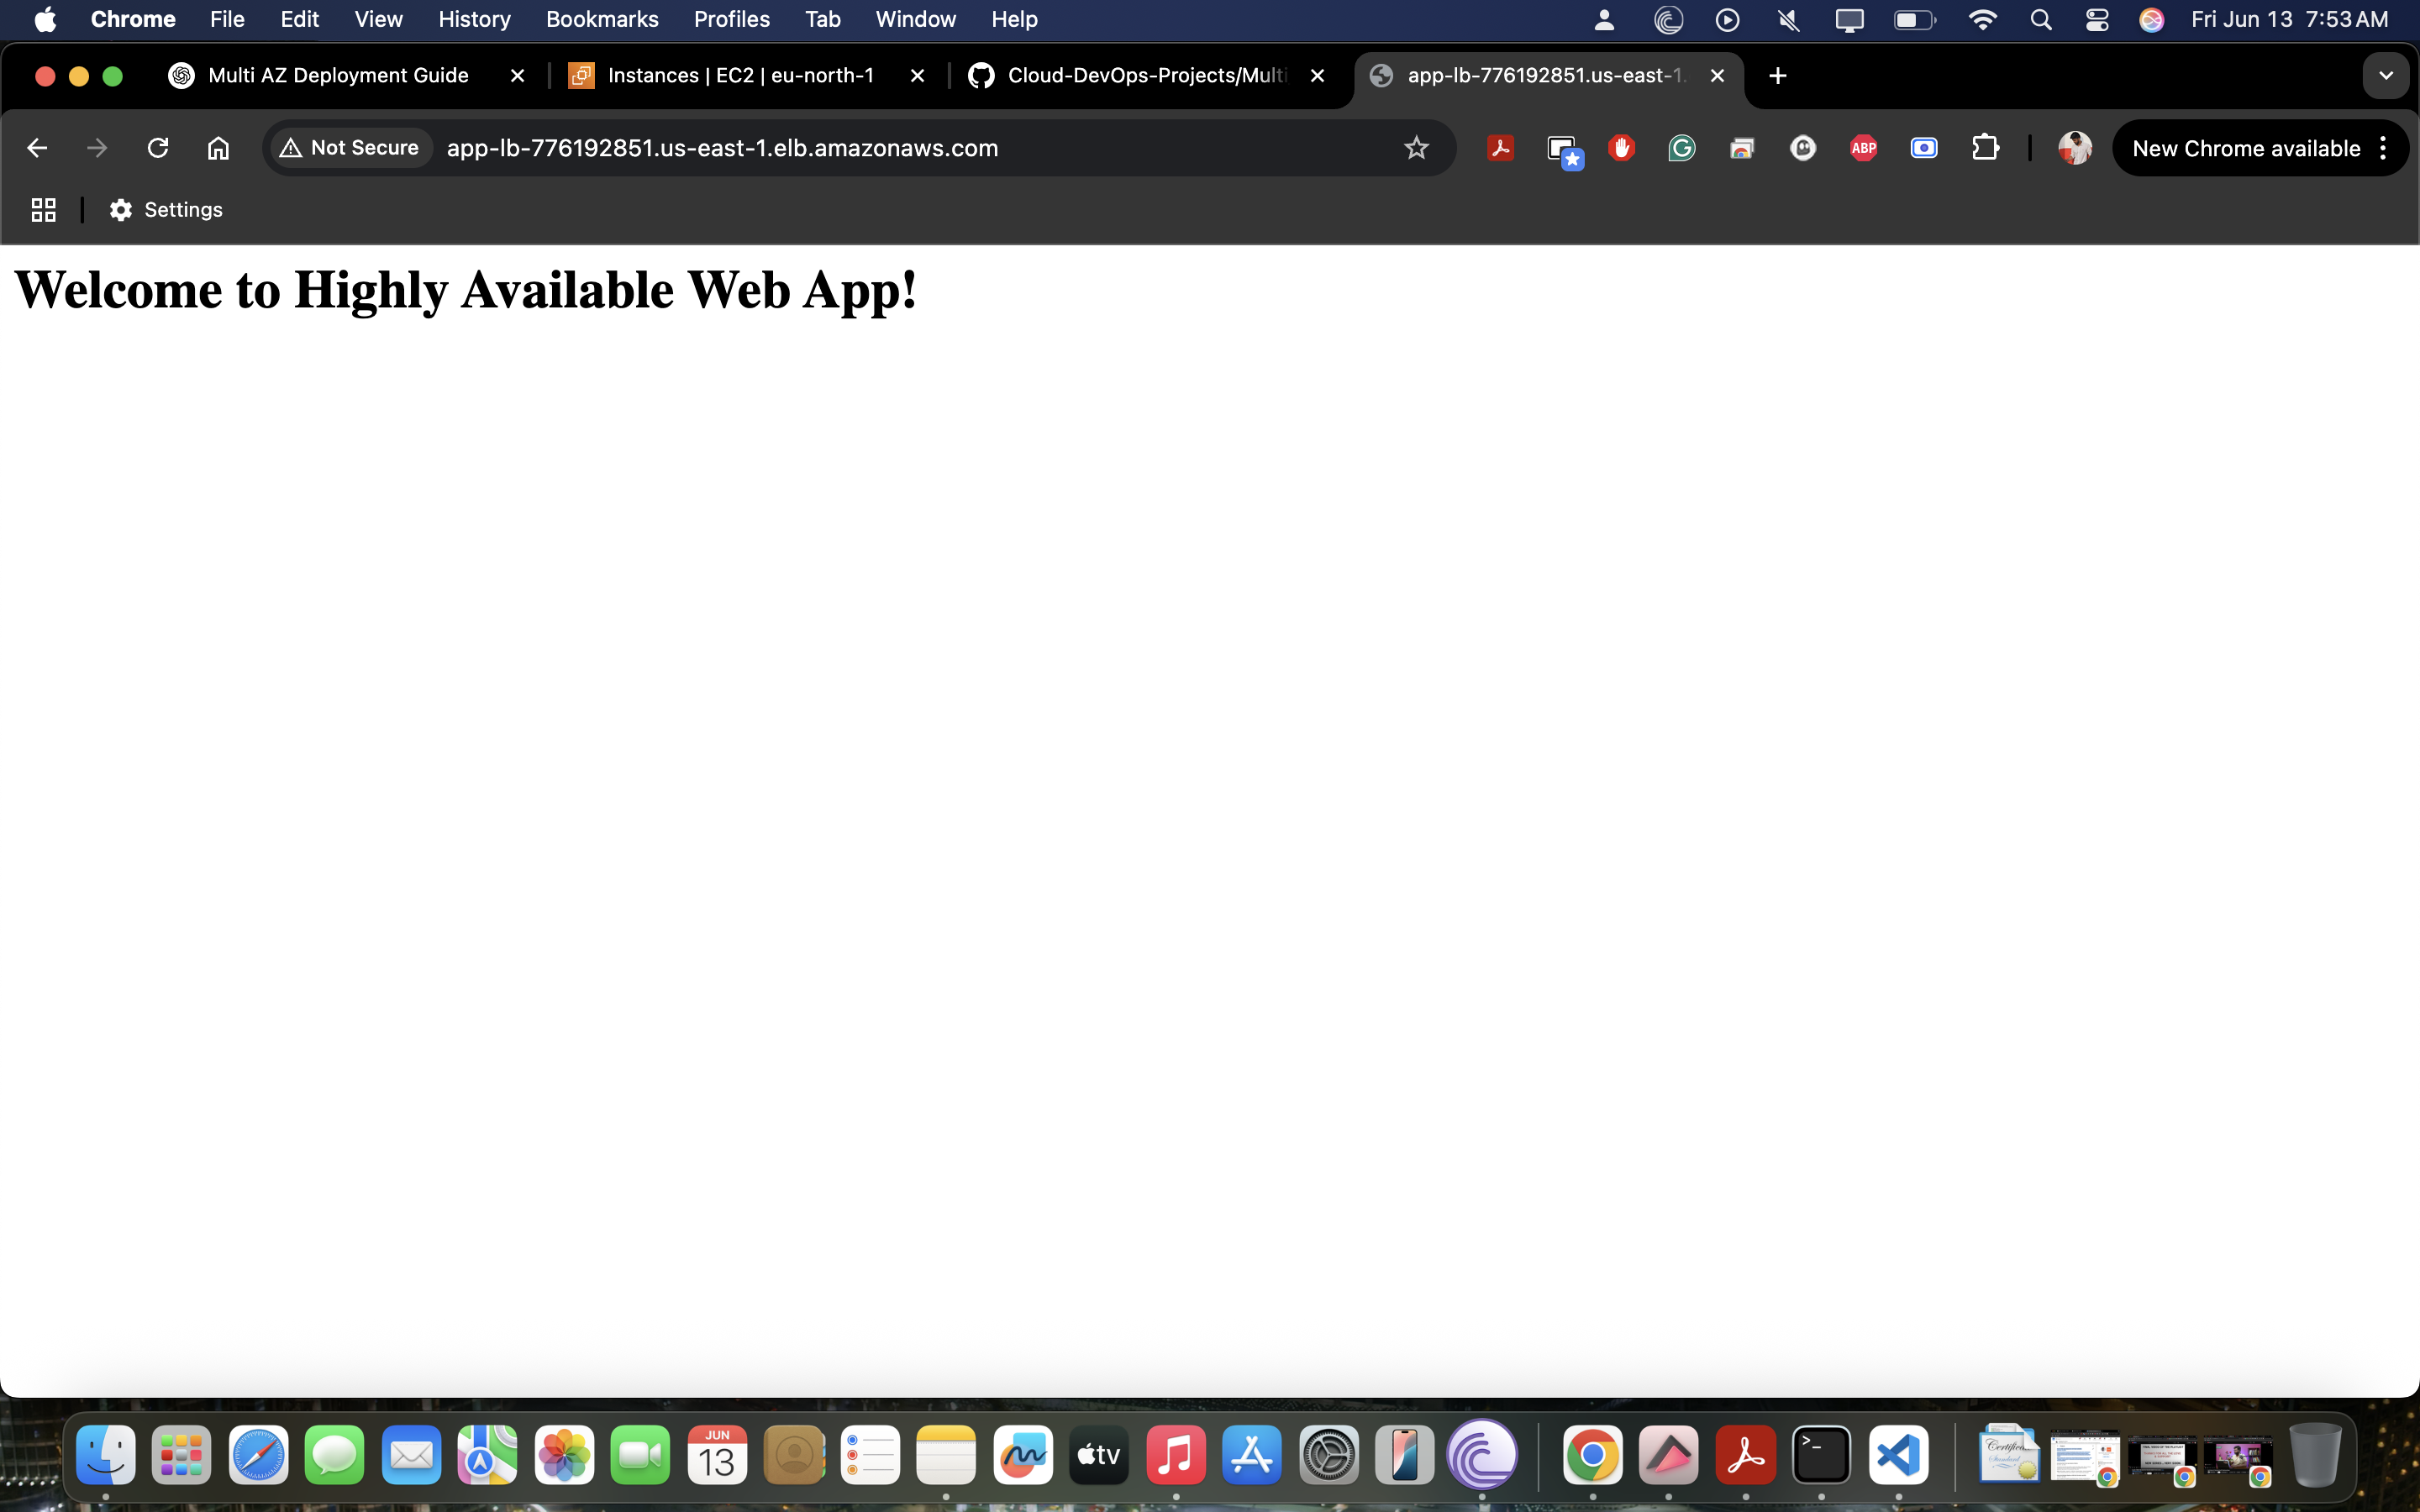 Chrome File Edit View History Bookmarks Profiles Tab Window Help Fri Jun 13 7:53 AM
Multi AZ Deployment Guide Instances | EC2 | eu-north-1 Cloud-DevOps-Projects/Multi app-lb-776192851.us-east-1.
Not Secure app-lb-776192851.us-east-1.elb.amazonaws.com ABP New Chrome available
Settings
Welcome to Highly Available Web App!
JUN
13
tv
>_